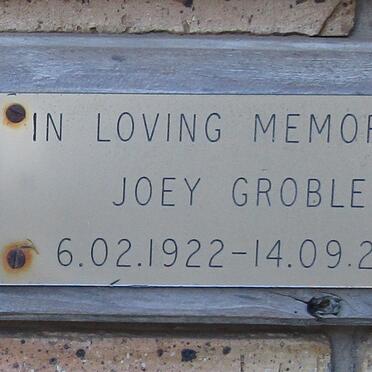 IN LOVING MEMOR
JOEY GROBLE
6.02.1922-14.09.2